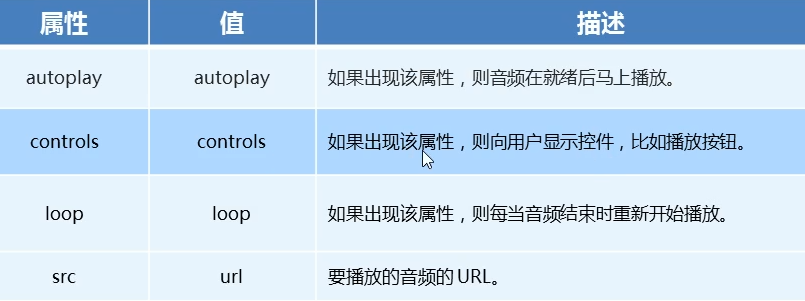 属性 值 描述
autoplay autoplay 如果出现该属性，则音频在就绪后马上播放。
controls controls 如果出现该属性，则向用户显示控件，比如播放按钮。
loop loop 如果出现该属性，则每当音频结束时重新开始播放。
src url 要播放的音频的 URL。